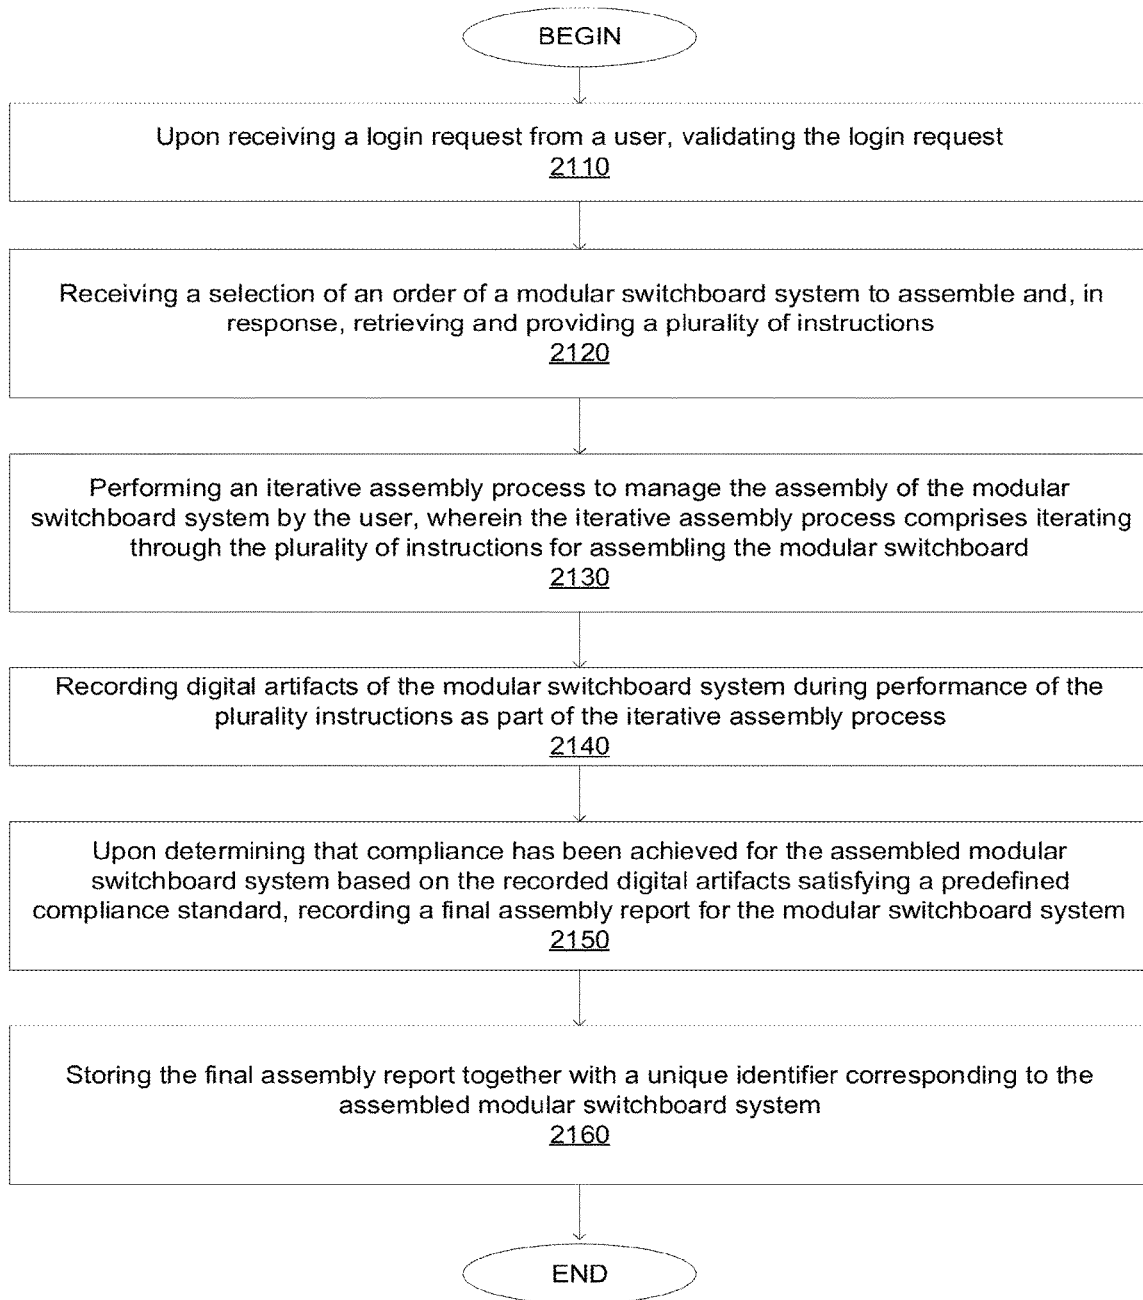 BEGIN
Upon receiving a login request from a user, validating the login request
2110
Receiving a selection of an order of a modular switchboard system to assemble and, in
response, retrieving and providing a plurality of instructions
2120
Performing an iterative assembly process to manage the assembly of the modular
switchboard system by the user, wherein the iterative assembly process comprises iterating
through the plurality of instructions for assembling the modular switchboard
2130
Recording digital artifacts of the modular switchboard system during performance of the
plurality instructions as part of the iterative assembly process
2140
Upon determining that compliance has been achieved for the assembled modular
switchboard system based on the recorded digital artifacts satisfying a predefined
compliance standard, recording a final assembly report for the modular switchboard system
2150
Storing the final assembly report together with a unique identifier corresponding to the
assembled modular switchboard system
2160
END